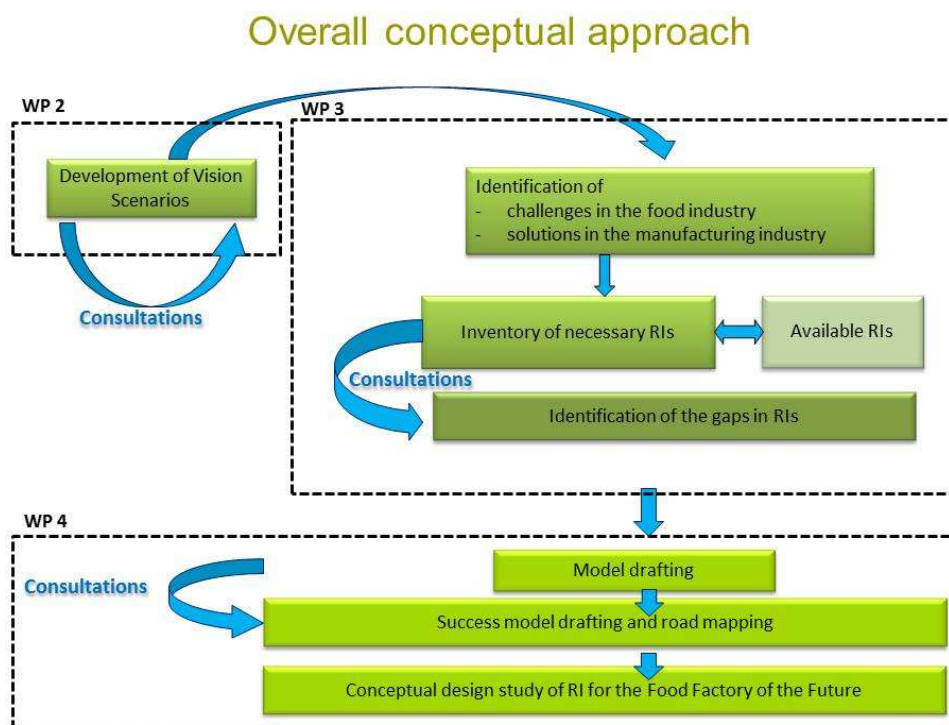 Overall conceptual approach
WP 2
Development of Vision
Scenarios
Consultations
WP 3
Identification of
- challenges in the food industry
- solutions in the manufacturing industry
Inventory of necessary RIs
Available RIs
Consultations
Identification of the gaps in RIs
WP 4
Consultations
Model drafting
Success model drafting and road mapping
Conceptual design study of RI for the Food Factory of the Future